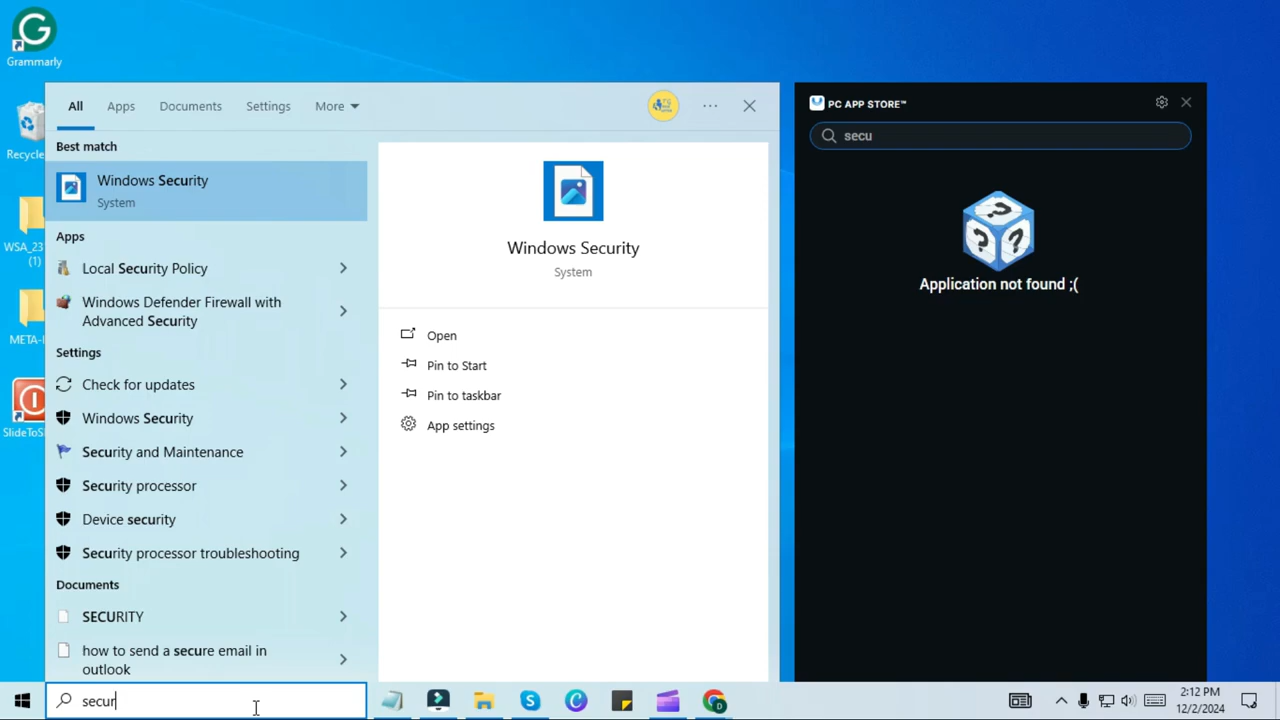 Grammarly
Recycle
WSA_23
(1)
META-I
SlideToS
All
Apps
Documents
Settings
More
Best match
Windows Security
System
Apps
Local Security Policy
Windows Defender Firewall with
Advanced Security
Settings
Check for updates
Windows Security
Security and Maintenance
Security processor
Device security
Security processor troubleshooting
Documents
SECURITY
how to send a secure email in
outlook
Windows Security
System
Open
Pin to Start
Pin to taskbar
App settings
PC APP STORE™
secu
Application not found ;(
secur
2:12 PM
12/2/2024